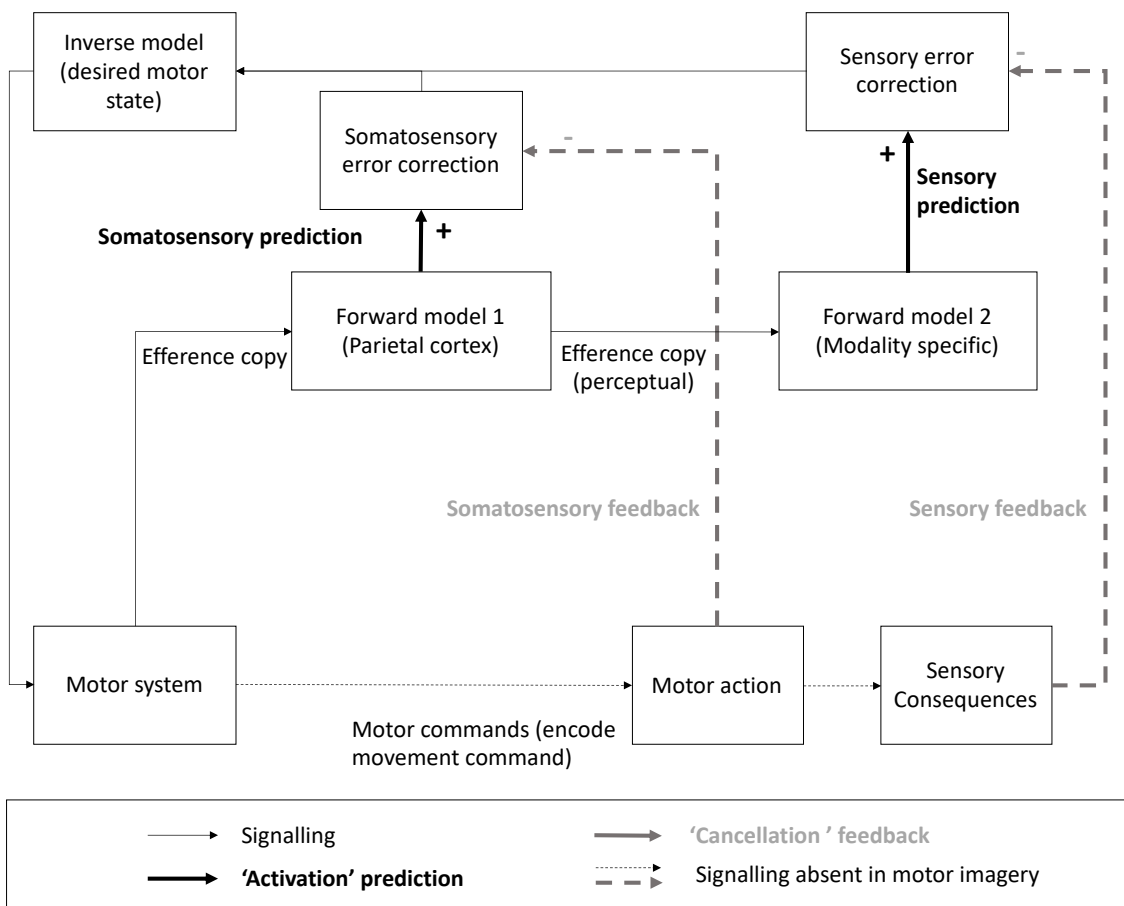 Inverse model
(desired motor
state)
Sensory error
correction
-
Somatosensory
error correction
-
+
Sensory
prediction
Somatosensory prediction
+
Forward model 1
(Parietal cortex)
Forward model 2
(Modality specific)
Efference copy
Efference copy
(perceptual)
Somatosensory feedback
Sensory feedback
Motor system
Motor action
Sensory
Consequences
Motor commands (encode
movement command)
Signalling
'Cancellation ' feedback
'Activation' prediction
Signalling absent in motor imagery